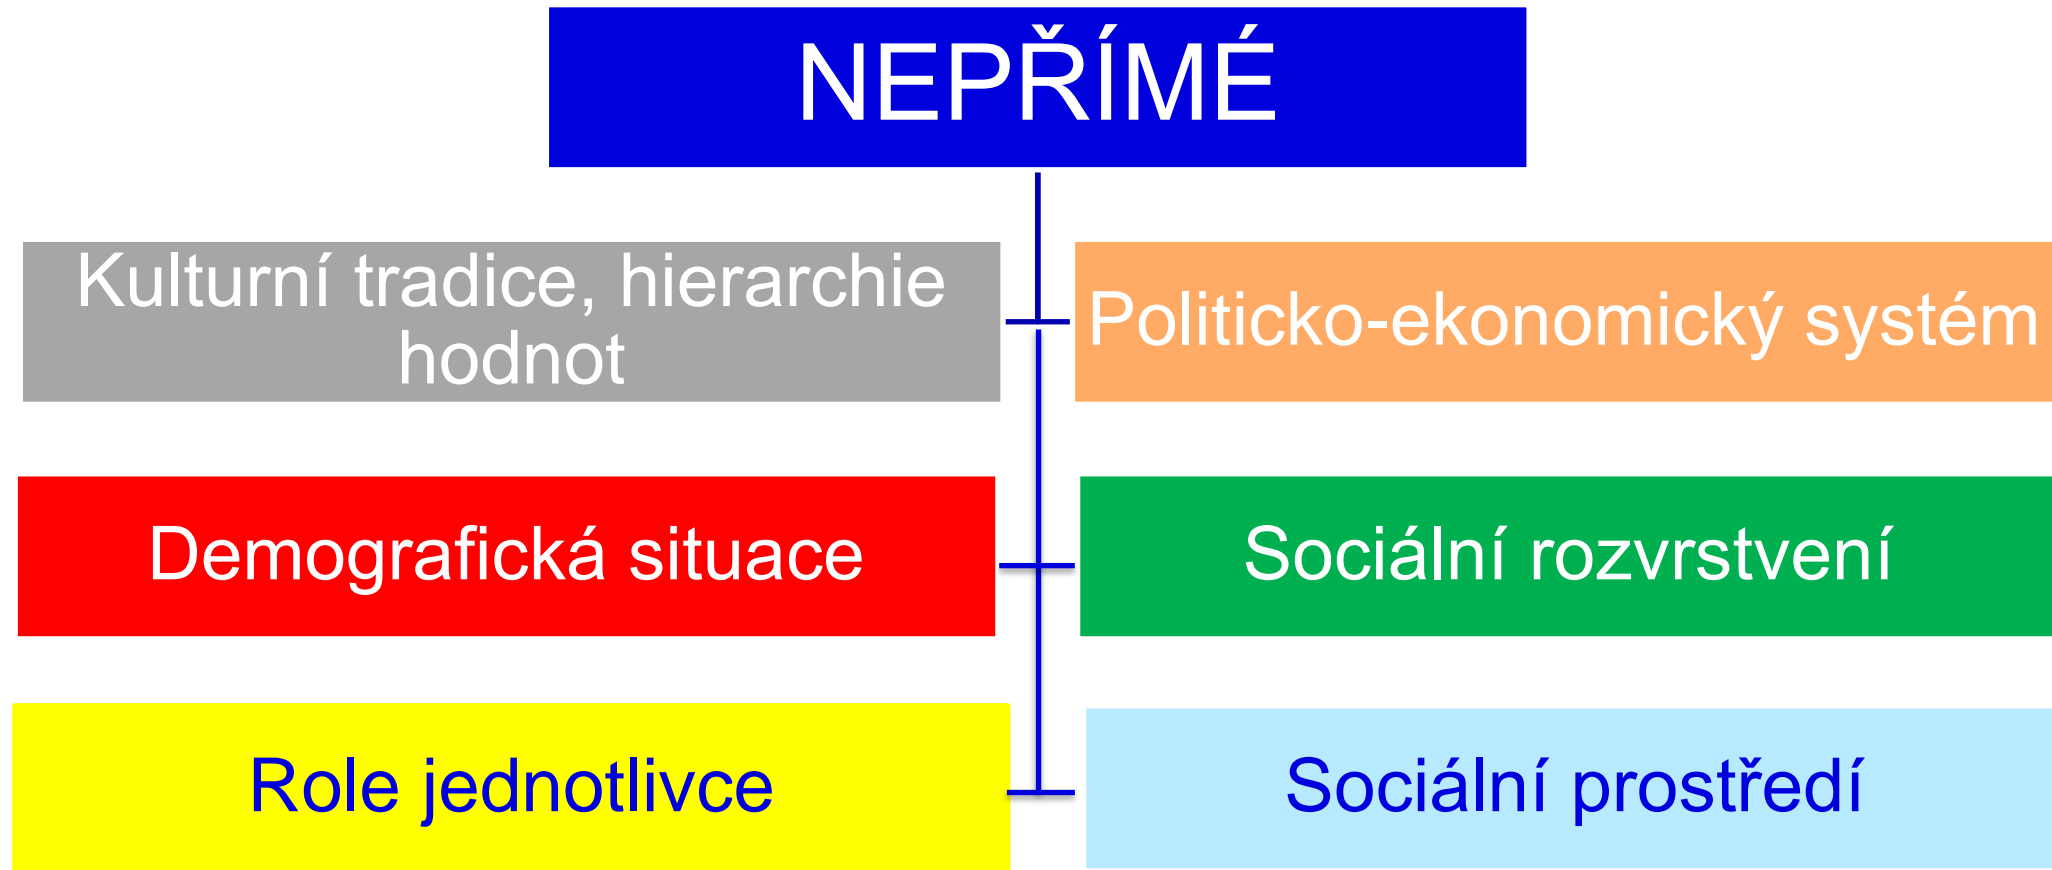 NEPŘÍMÉ
Kulturní tradice, hierarchie
hodnot
Politicko-ekonomický systém
Demografická situace
Sociální rozvrstvení
Role jednotlivce
Sociální prostředí